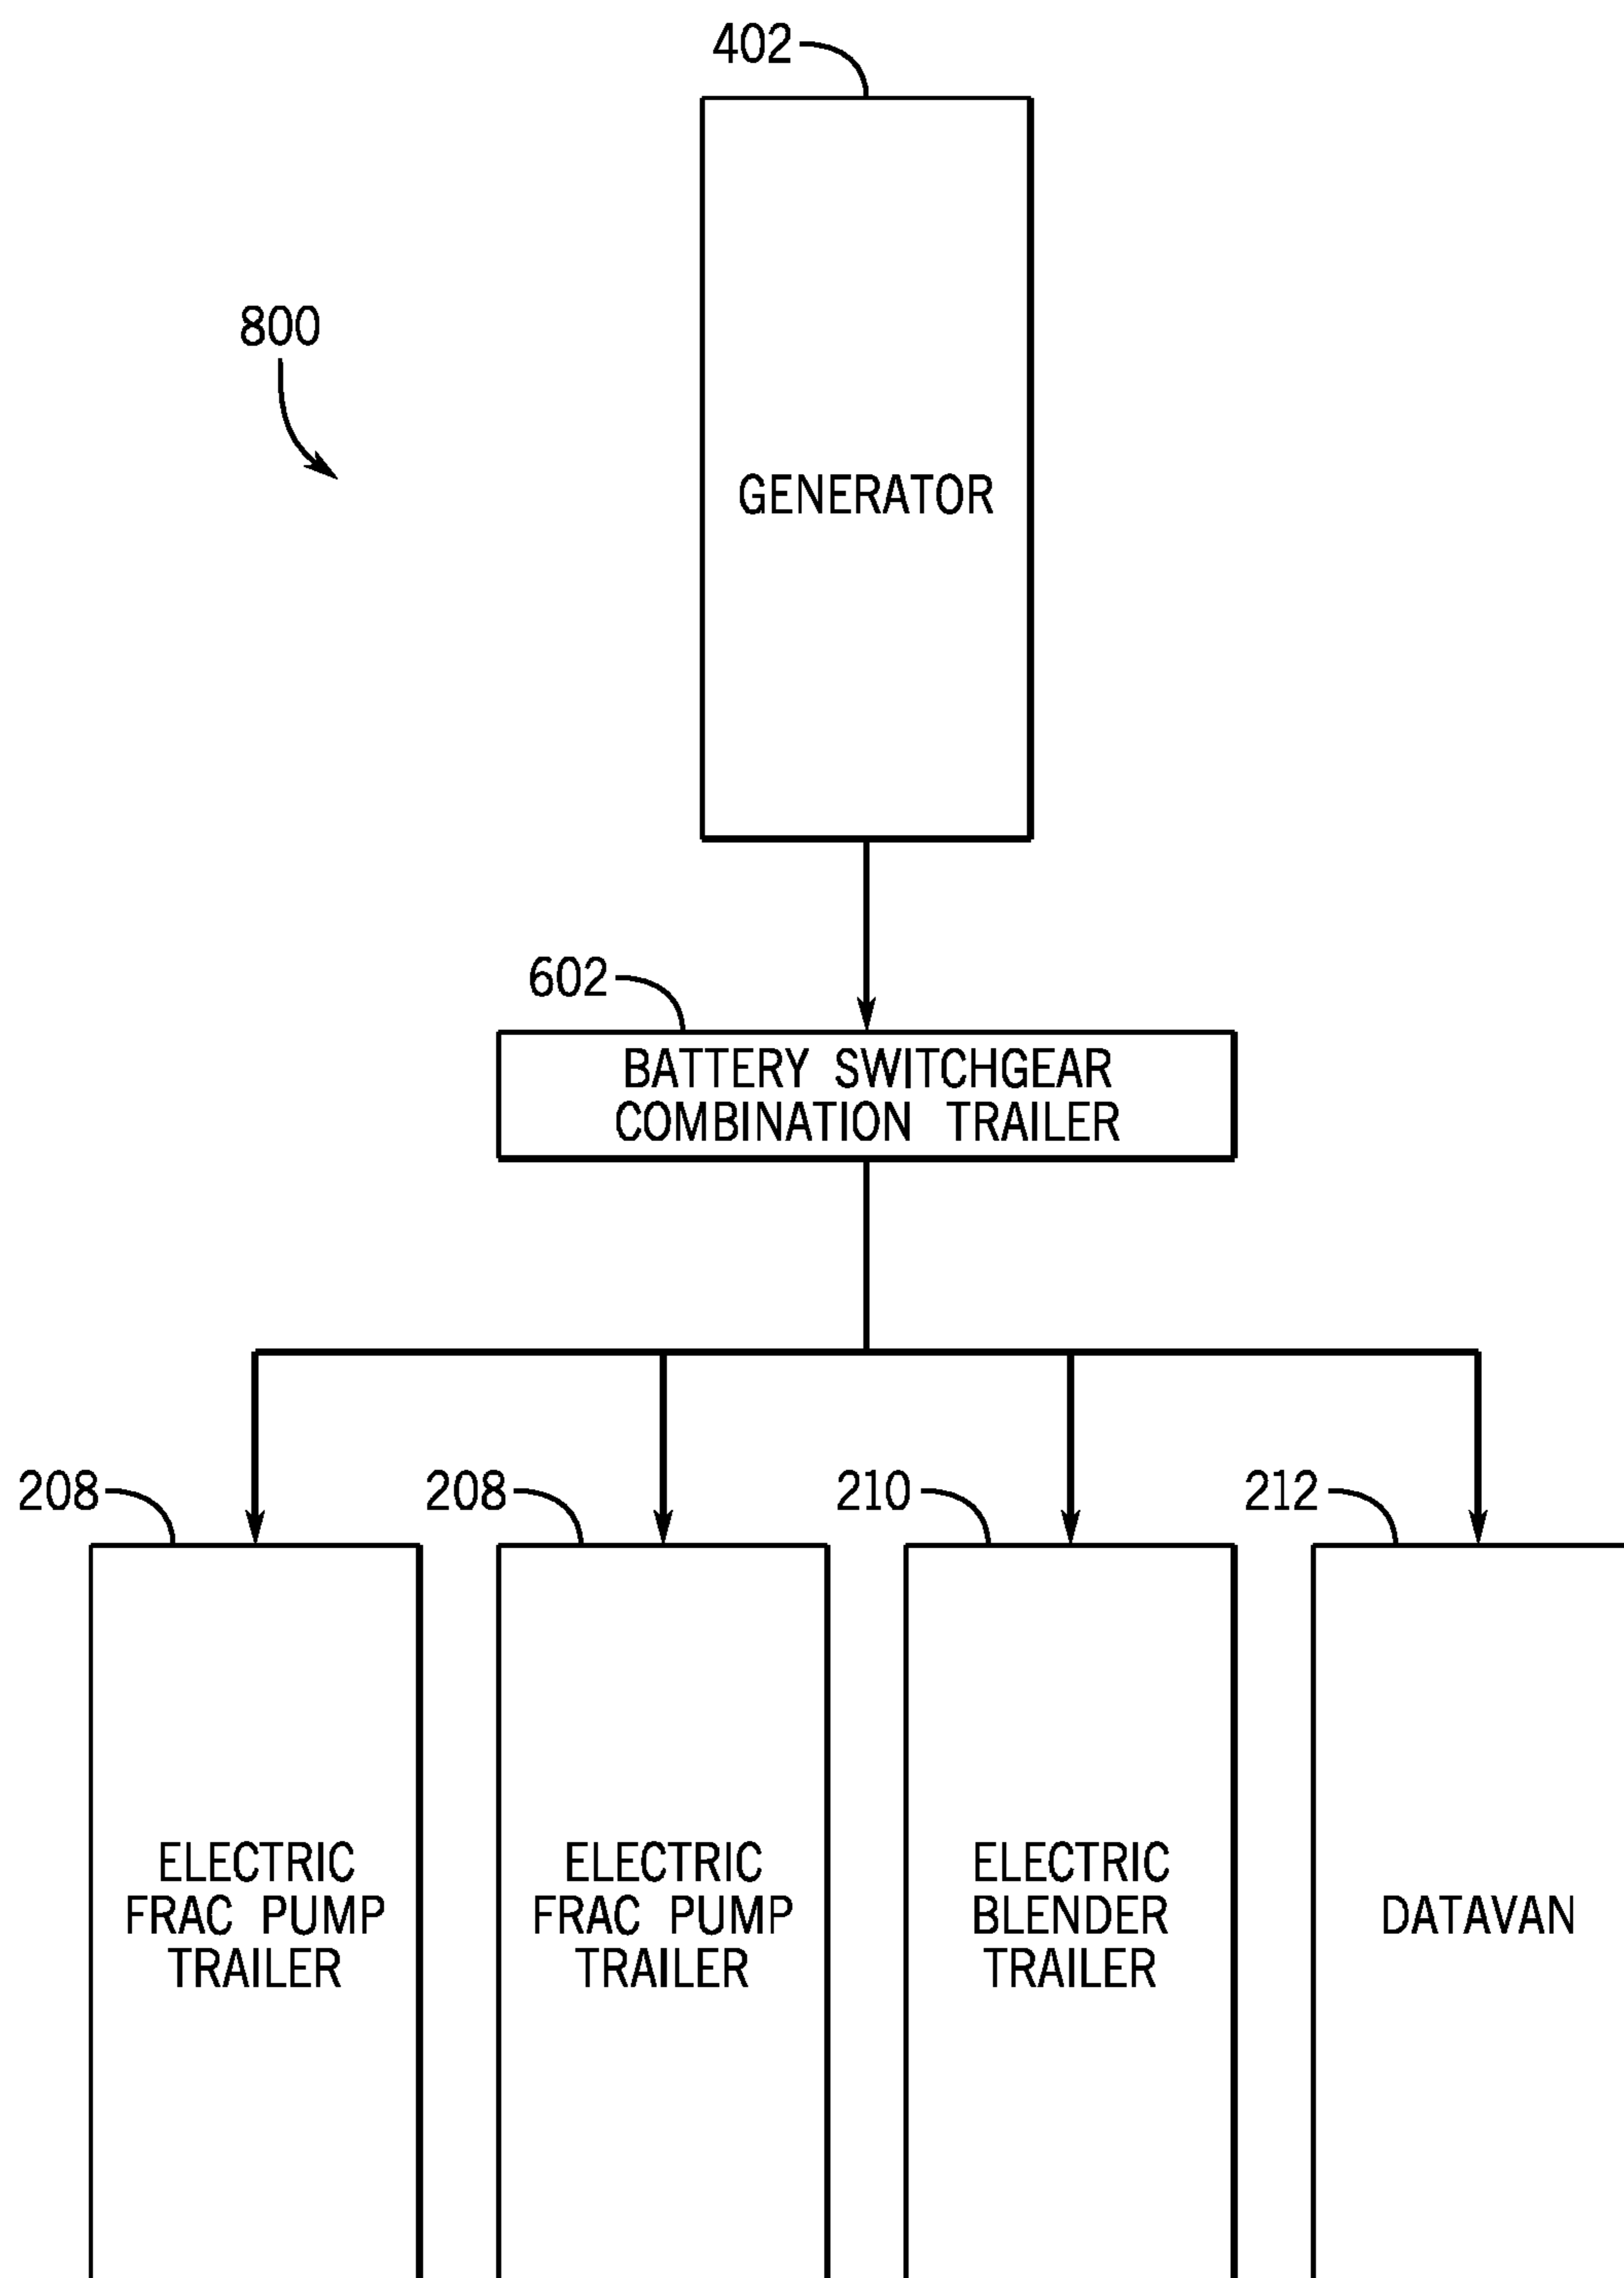 402
800
GENERATOR
602
BATTERY SWITCHGEAR
COMBINATION TRAILER
208
208
210
212
ELECTRIC
FRAC PUMP
TRAILER
ELECTRIC
FRAC PUMP
TRAILER
ELECTRIC
BLENDER
TRAILER
DATAVAN